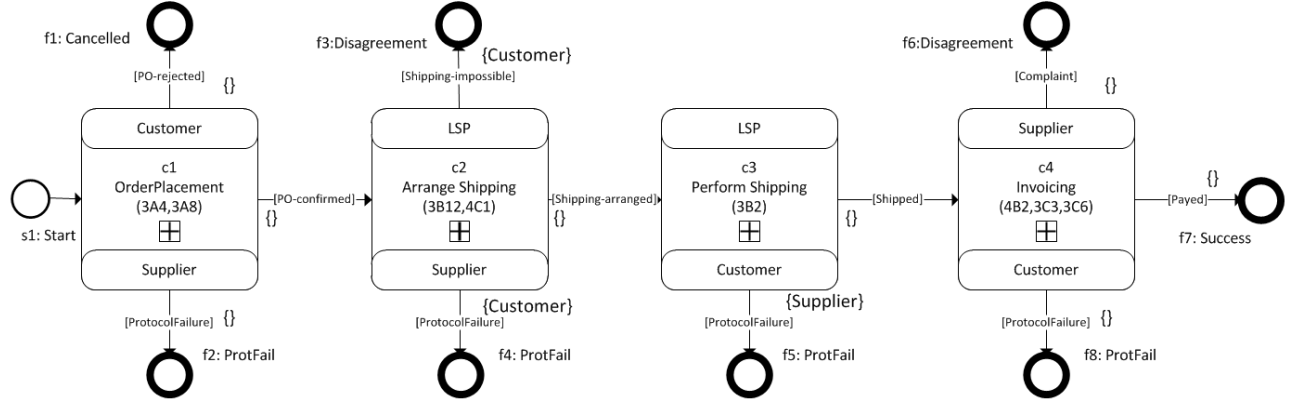 f1: Cancelled
[PO-rejected]
{}
f3:Disagreement
{Customer}
[Shipping-impossible]
f6:Disagreement
[Complaint]
{}
Customer
c1
OrderPlacement
(3A4,3A8)
Supplier
LSP
c2
Arrange Shipping
(3B12,4C1)
Supplier
LSP
c3
Perform Shipping
(3B2)
Customer
Supplier
c4
Invoicing
(4B2,3C3,3C6)
Customer
s1: Start
[PO-confirmed]
{}
[Shipping-arranged]
{}
[Shipped]
{}
{}
[Payed]
f7: Success
[ProtocolFailure]
{}
f2: ProtFail
{Customer}
[ProtocolFailure]
f4: ProtFail
{Supplier}
[ProtocolFailure]
f5: ProtFail
[ProtocolFailure]
{}
f8: ProtFail